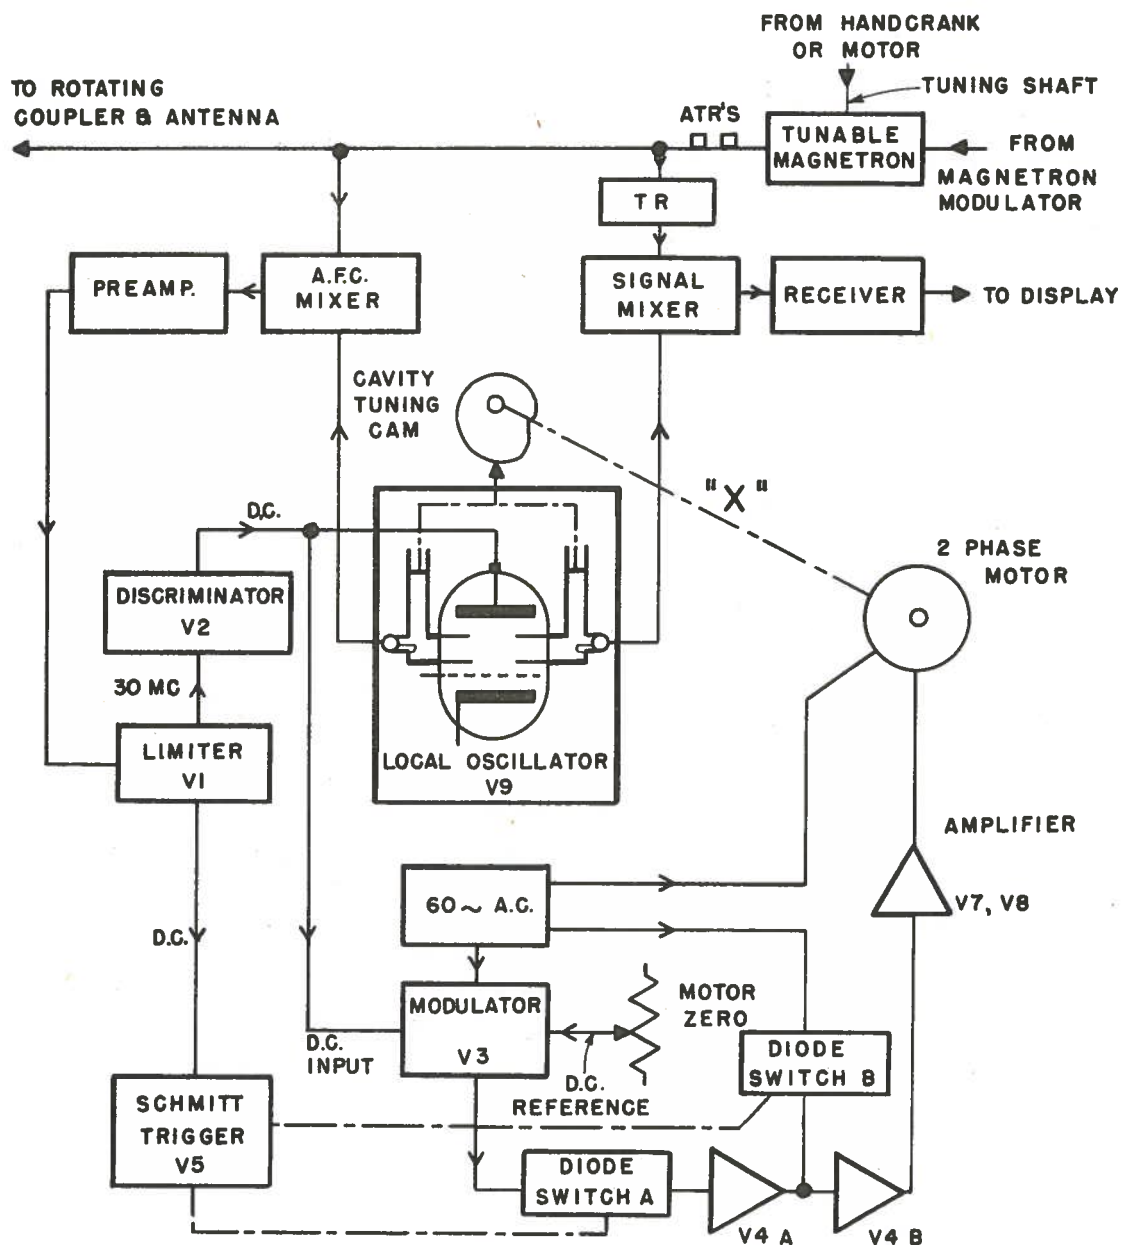 FROM HANDCRANK
OR MOTOR
TO ROTATING
COUPLER & ANTENNA
TUNING SHAFT
ATR'S
TUNABLE
MAGNETRON
FROM
MAGNETRON
MODULATOR
TR
PREAMP.
A.F.C.
MIXER
SIGNAL
MIXER
RECEIVER
TO DISPLAY
CAVITY
TUNING
CAM
"X"
D.C.
2 PHASE
MOTOR
DISCRIMINATOR
V2
30 MC
LIMITER
V1
LOCAL OSCILLATOR
V9
AMPLIFIER
V7, V8
60~ A.C.
D.C.
MODULATOR
V3
MOTOR
ZERO
D.C.
INPUT
D.C.
REFERENCE
DIODE
SWITCH B
SCHMITT
TRIGGER
V5
DIODE
SWITCH A
V4 A
V4 B